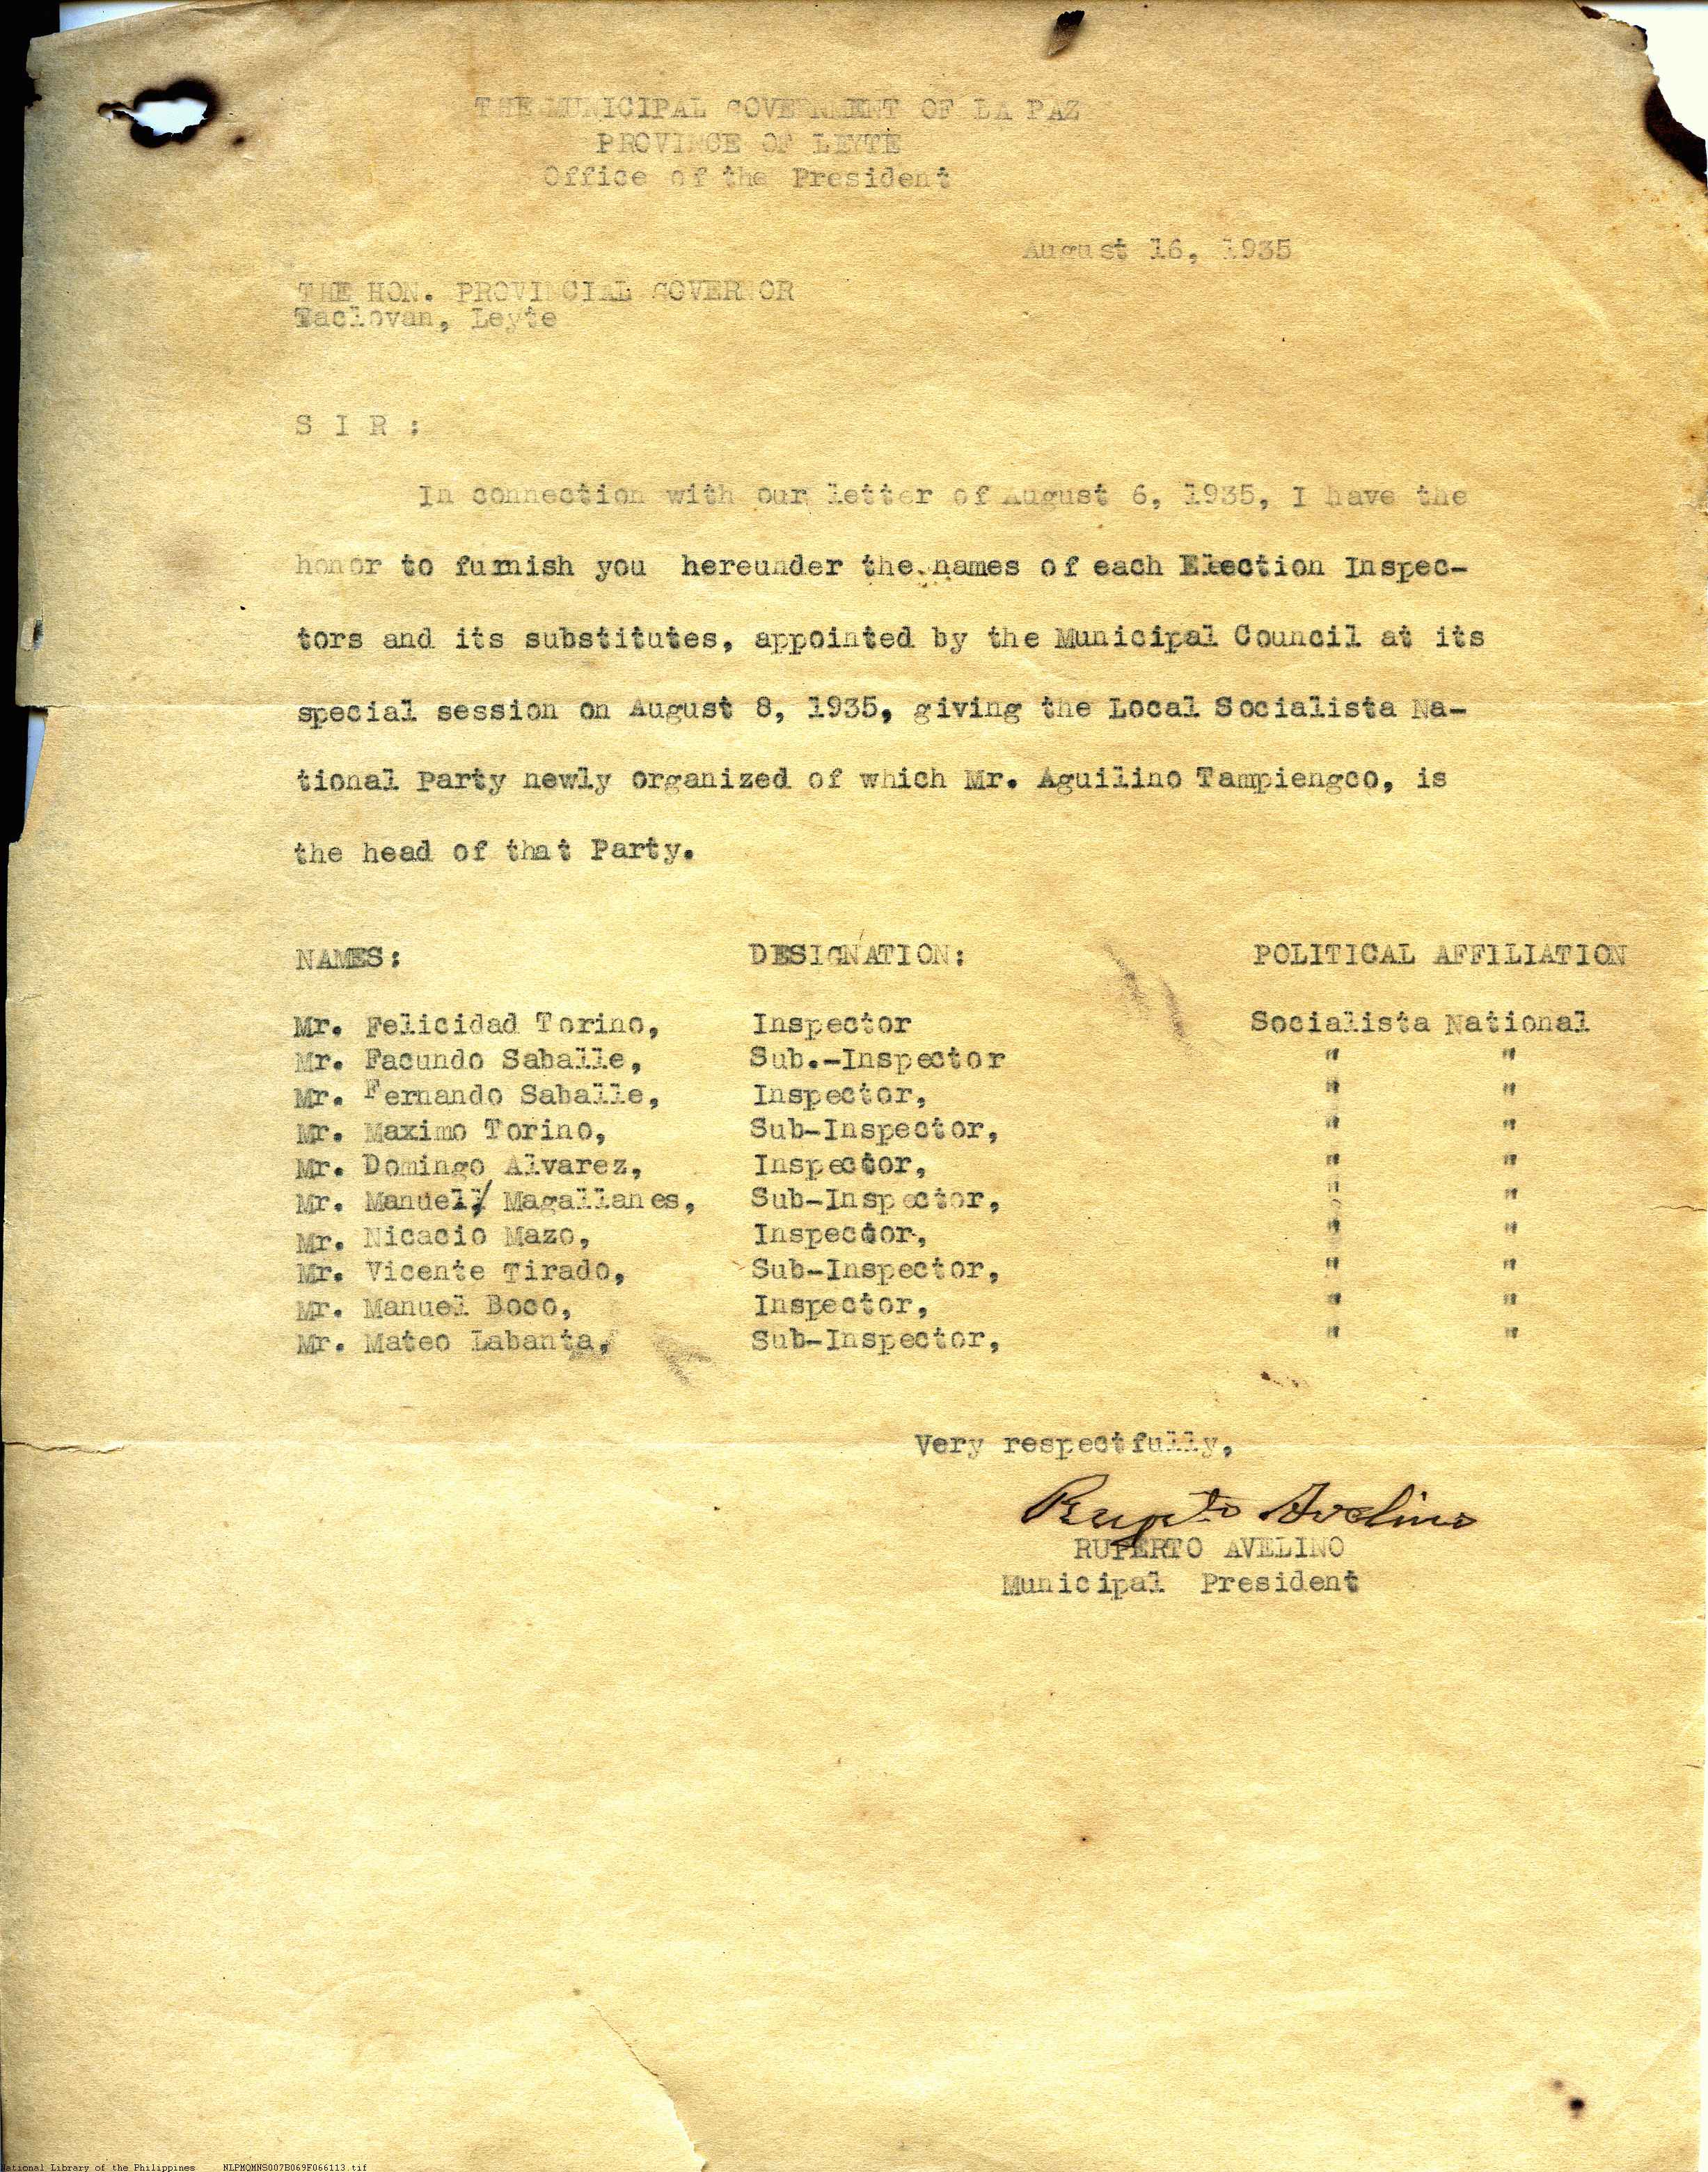 THE MUNICIPAL GOVERNMENT OF LA PAZ
PROVINCE OF LEYTE
Office of the President
August 16, 1935
THE HON. PROVINCIAL GOVERNOR
Taclovan, Leyte
S I R :
In connection with our letter of August 6, 1935, I have the
honor to furnish you hereunder the names of each Election Inspec-
tors and its substitutes, appointed by the Municipal Council at its
special session on August 8, 1935, giving the Local Socialista Na-
tional Party newly organized of which Mr. Aguilino Tampiengco, is
the head of that Party.
NAMES: DESIGNATION: POLITICAL AFFILIATION
Mr. Felicidad Torino, Inspector Socialista National
Mr. Facundo Saballe, Sub.-Inspector " "
Mr. Fernando Saballe, Inspector, " "
Mr. Maximo Torino, Sub-Inspector, " "
Mr. Domingo Alvarez, Inspector, " "
Mr. Manuel/ Magallanes, Sub-Inspector, " "
Mr. Nicacio Mazo, Inspector, " "
Mr. Vicente Tirado, Sub-Inspector, " "
Mr. Manuel Boco, Inspector, " "
Mr. Mateo Labanta, Sub-Inspector, " "
Very respectfully,
Ruperto Avelino
RUPERTO AVELINO
Municipal President
National Library of the Philippines NLPMQMNS007B069F066113.tif